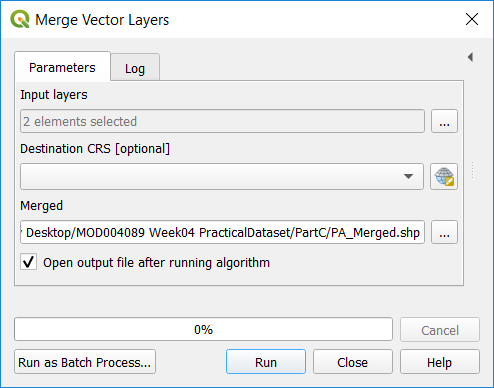 Merge Vector Layers
Parameters
Log
Input layers
2 elements selected
...
Destination CRS [optional]
Merged
Desktop/MOD004089 Week04 PracticalDataset/PartC/PA_Merged.shp
...
Open output file after running algorithm
0%
Cancel
Run as Batch Process...
Run
Close
Help